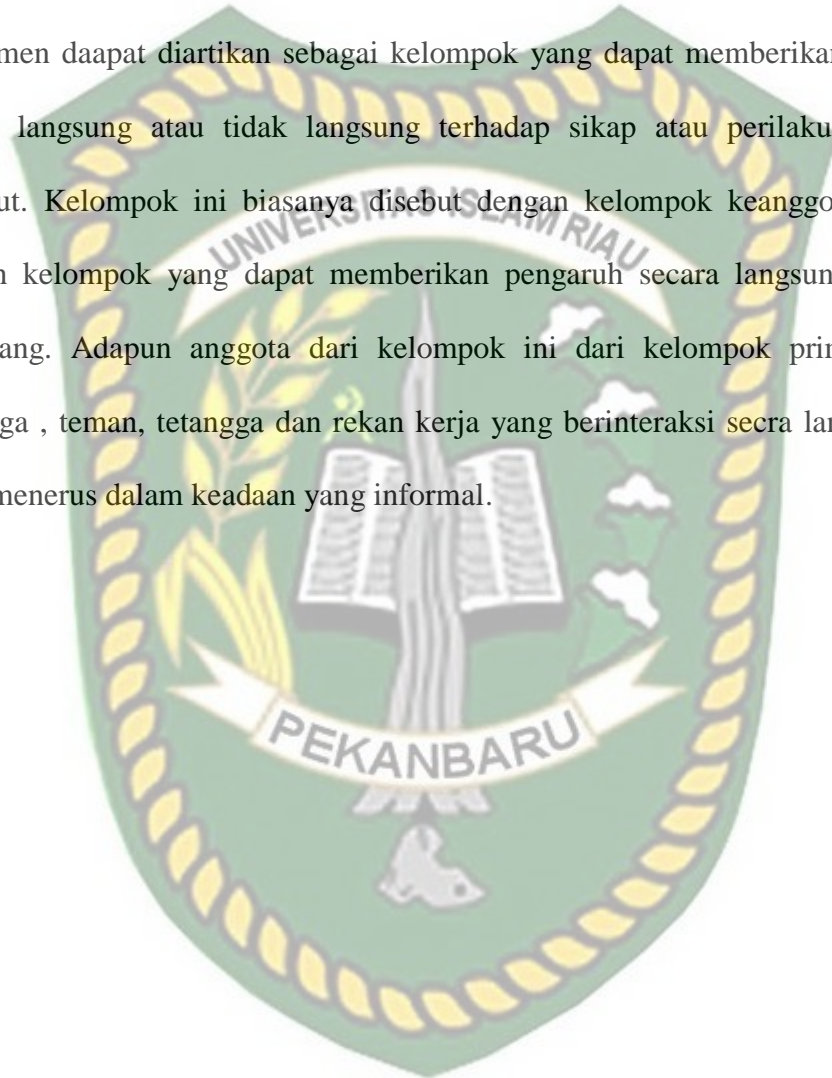 men daapat diartikan sebagai kelompok yang dapat memberikan
langsung atau tidak langsung terhadap sikap atau perilaku
ut. Kelompok ini biasanya disebut dengan kelompok keanggo
UNIVERSITAS ISLAM RIAU
n kelompok yang dapat memberikan pengaruh secara langsun
ang. Adapun anggota dari kelompok ini dari kelompok prin
ga , teman, tetangga dan rekan kerja yang berinteraksi secra lan
menerus dalam keadaan yang informal.
PEKANBARU